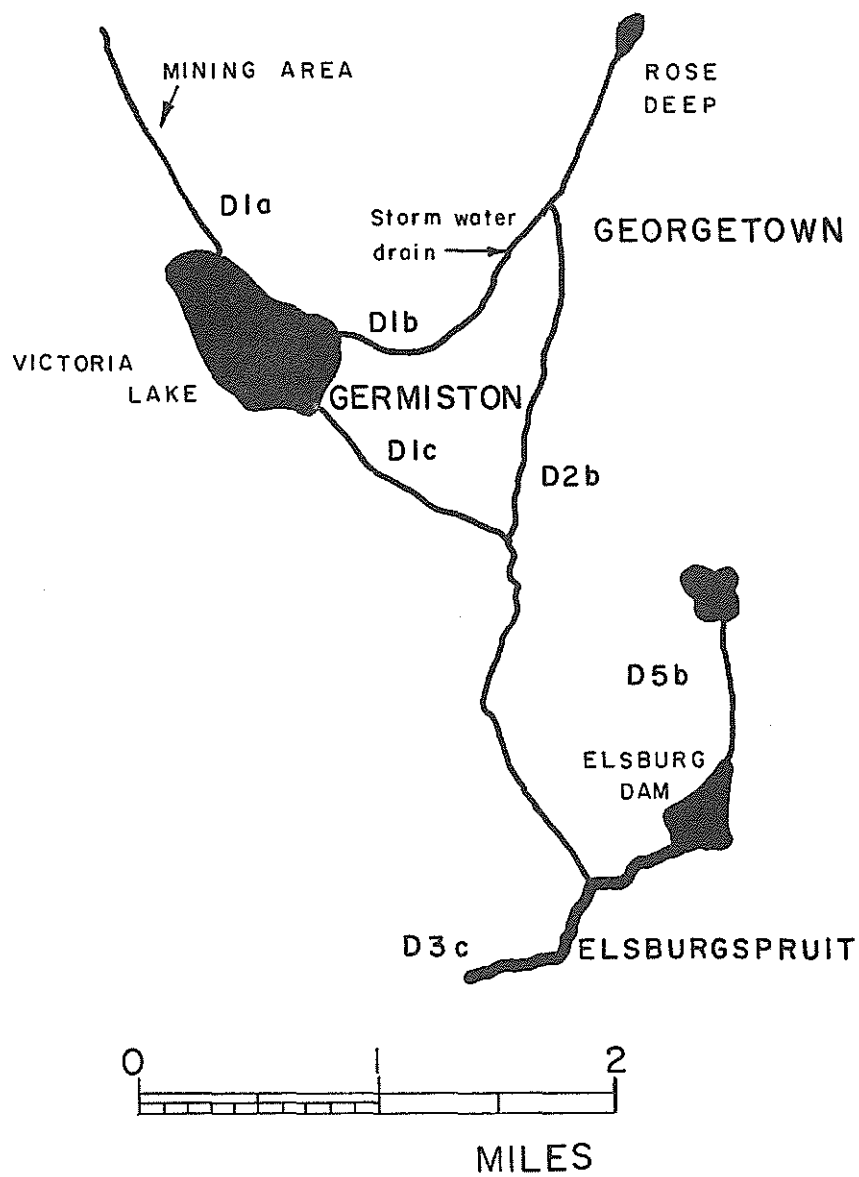 MINING AREA
ROSE
DEEP
D1a
Storm water
drain
GEORGETOWN
D1b
VICTORIA
LAKE
GERMISTON
D1c
D2b
D5b
ELSBURG
DAM
D3c
ELSBURGSPRUIT
0 1 2
MILES